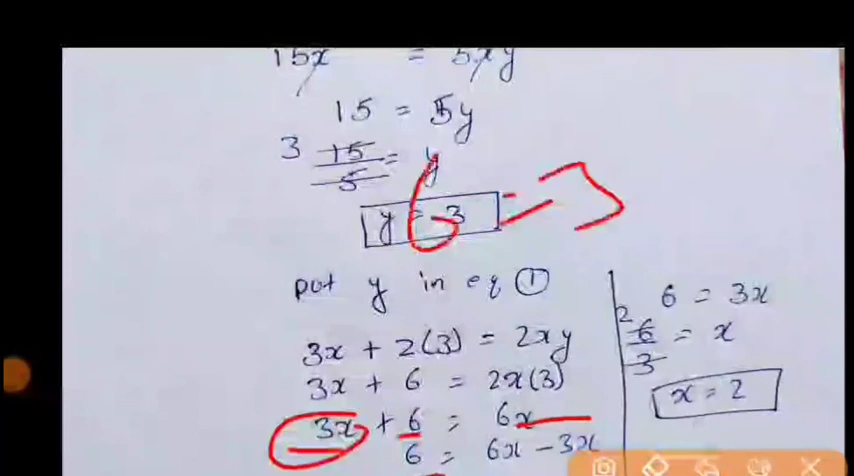 15x = 5xy
15 = 5y
3 15/5 = y
y = 3
put y in eq ①
3x + 2(3) = 2xy
3x + 6 = 2x(3)
3x + 6 = 6x
6 = 6x - 3x
6 = 3x
2 6/3 = x
x = 2